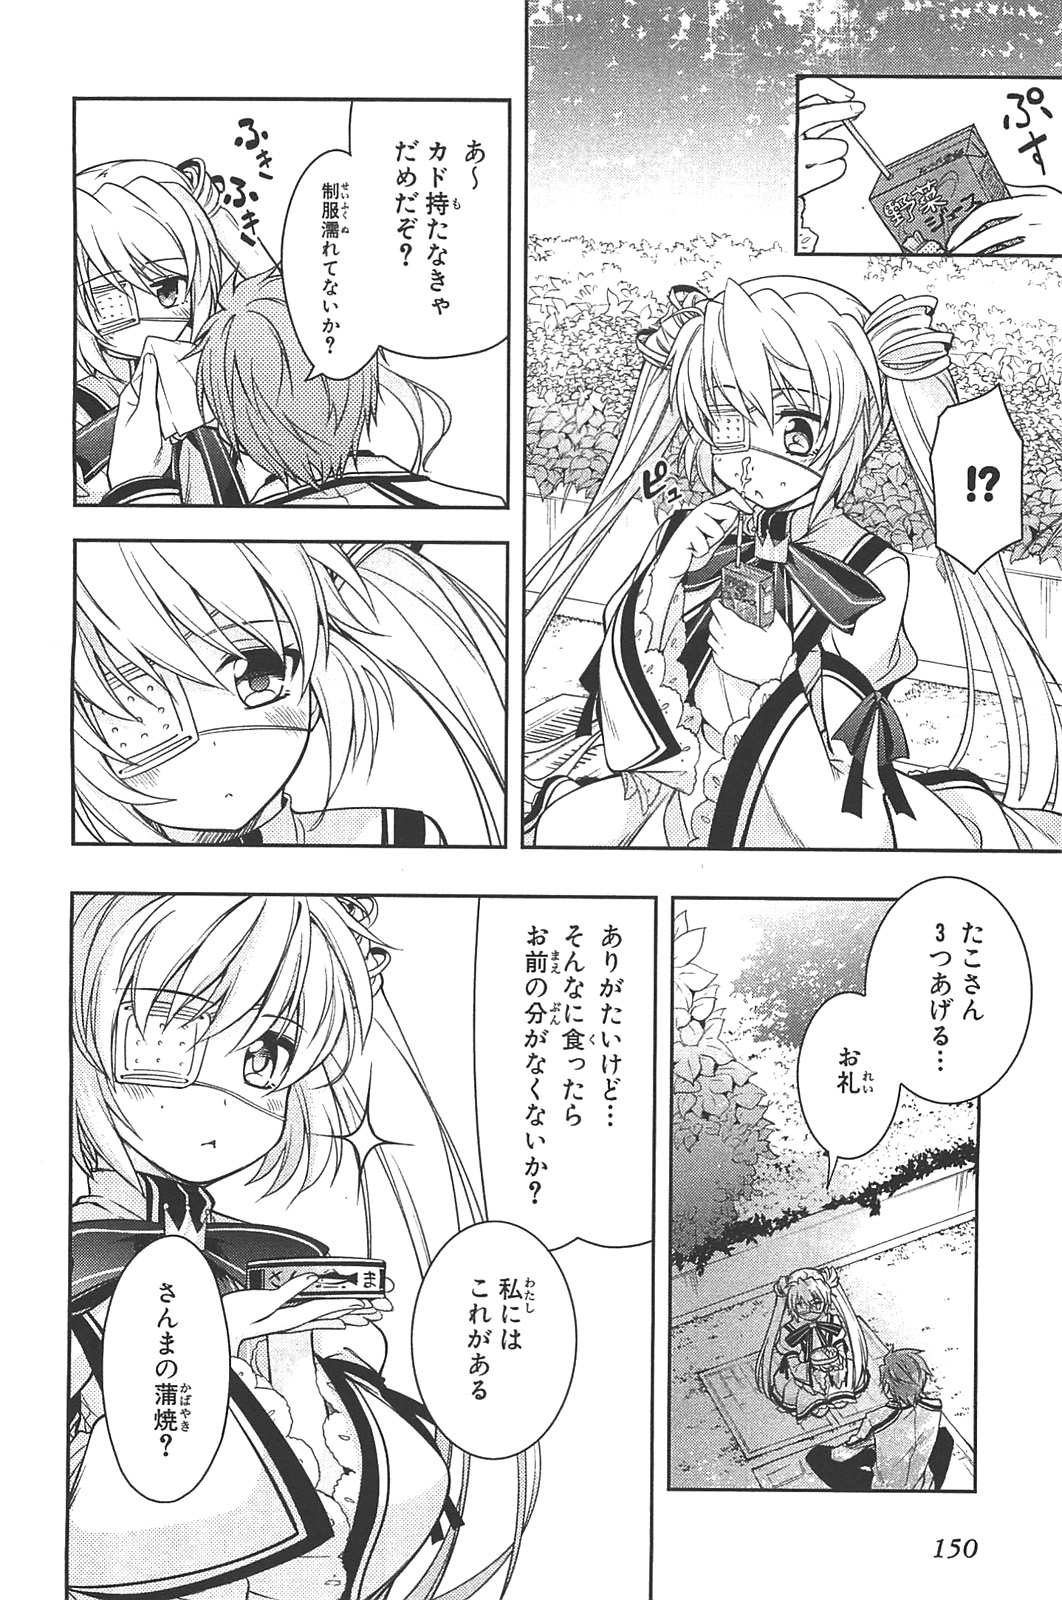 ぷす
野菜
ジュース
!?
ピュ
あ〜
カド持たなきゃ
だめだぞ?
制服濡れてないか?
ふき
ふき
たこさん
3つあげる…
お礼
ありがたいけど…
そんなに食ったら
お前の分がなくないか?
私には
これがある
さんま
さんまの蒲焼?
150